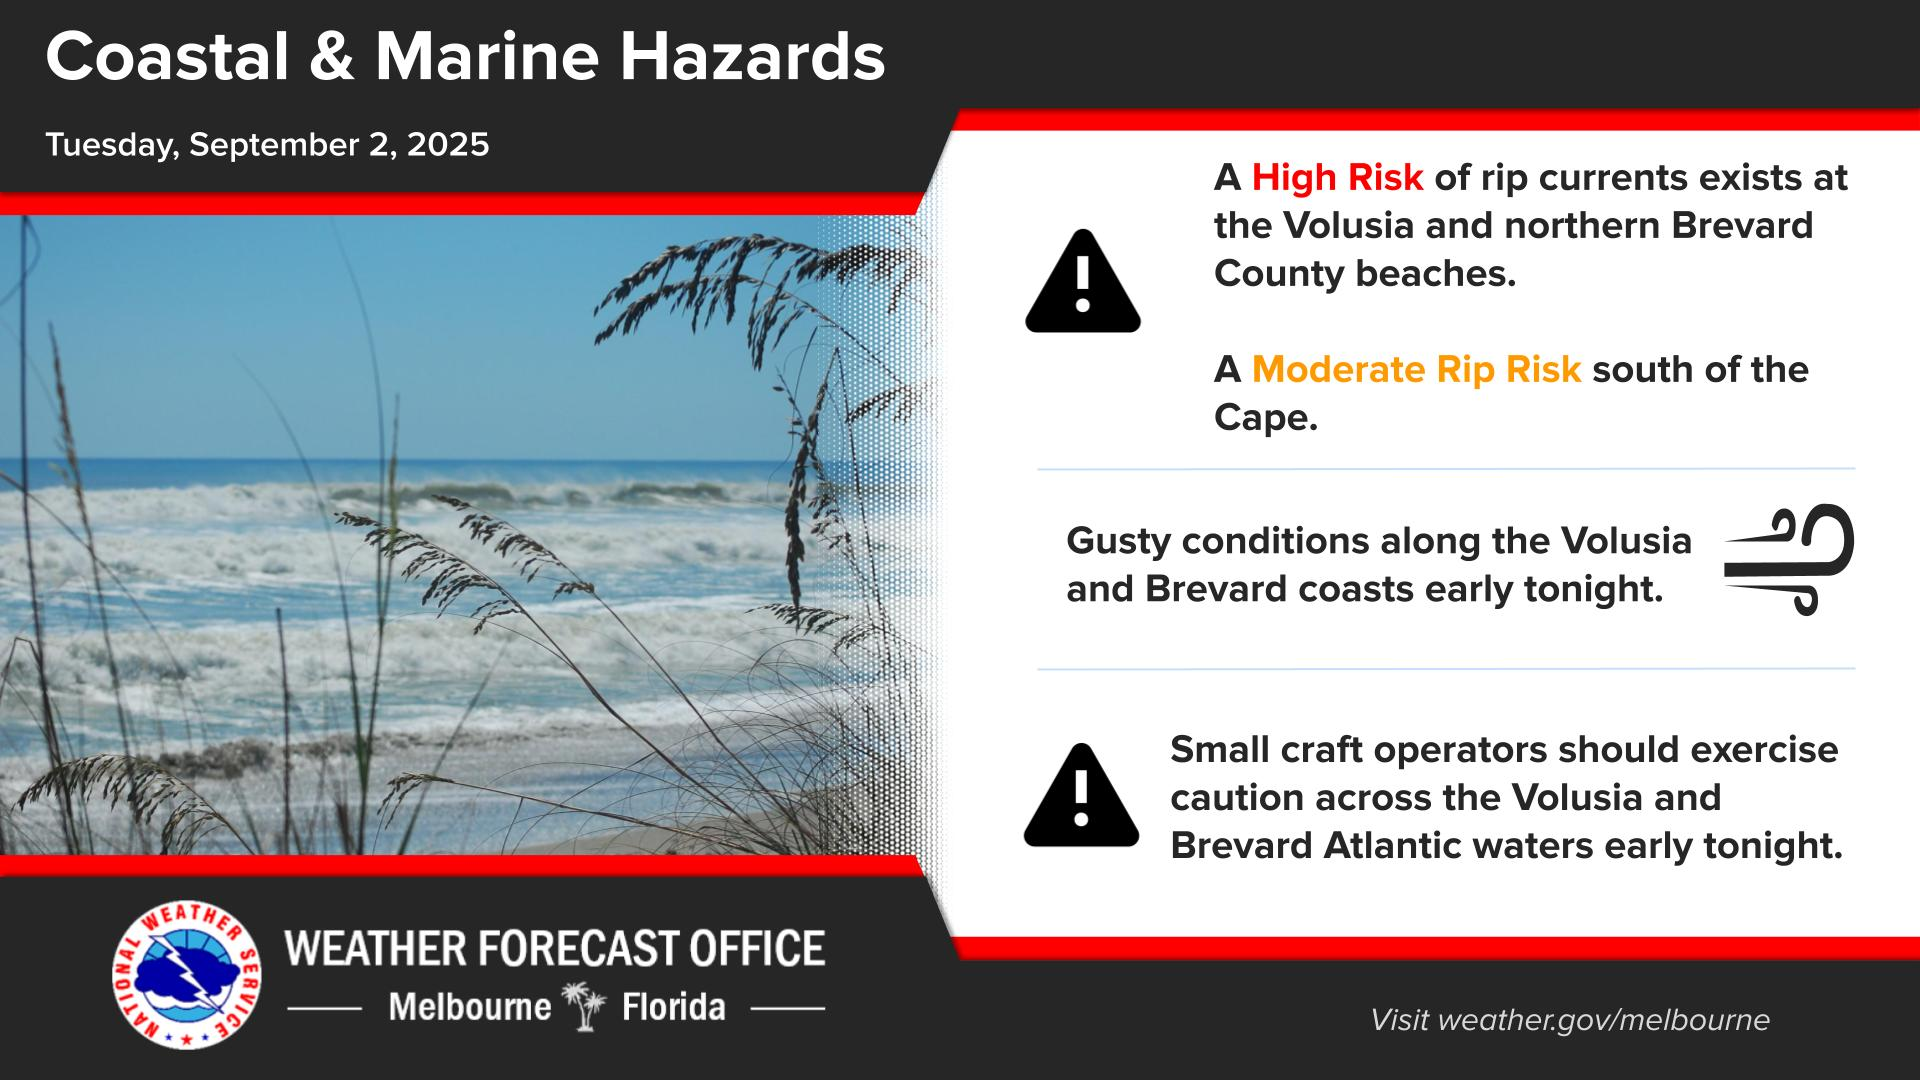 Coastal & Marine Hazards
Tuesday, September 2, 2025
A High Risk of rip currents exists at
the Volusia and northern Brevard
County beaches.
A Moderate Rip Risk south of the
Cape.
Gusty conditions along the Volusia
and Brevard coasts early tonight.
Small craft operators should exercise
caution across the Volusia and
Brevard Atlantic waters early tonight.
NATIONAL WEATHER SERVICE
WEATHER FORECAST OFFICE
Melbourne Florida
Visit weather.gov/melbourne